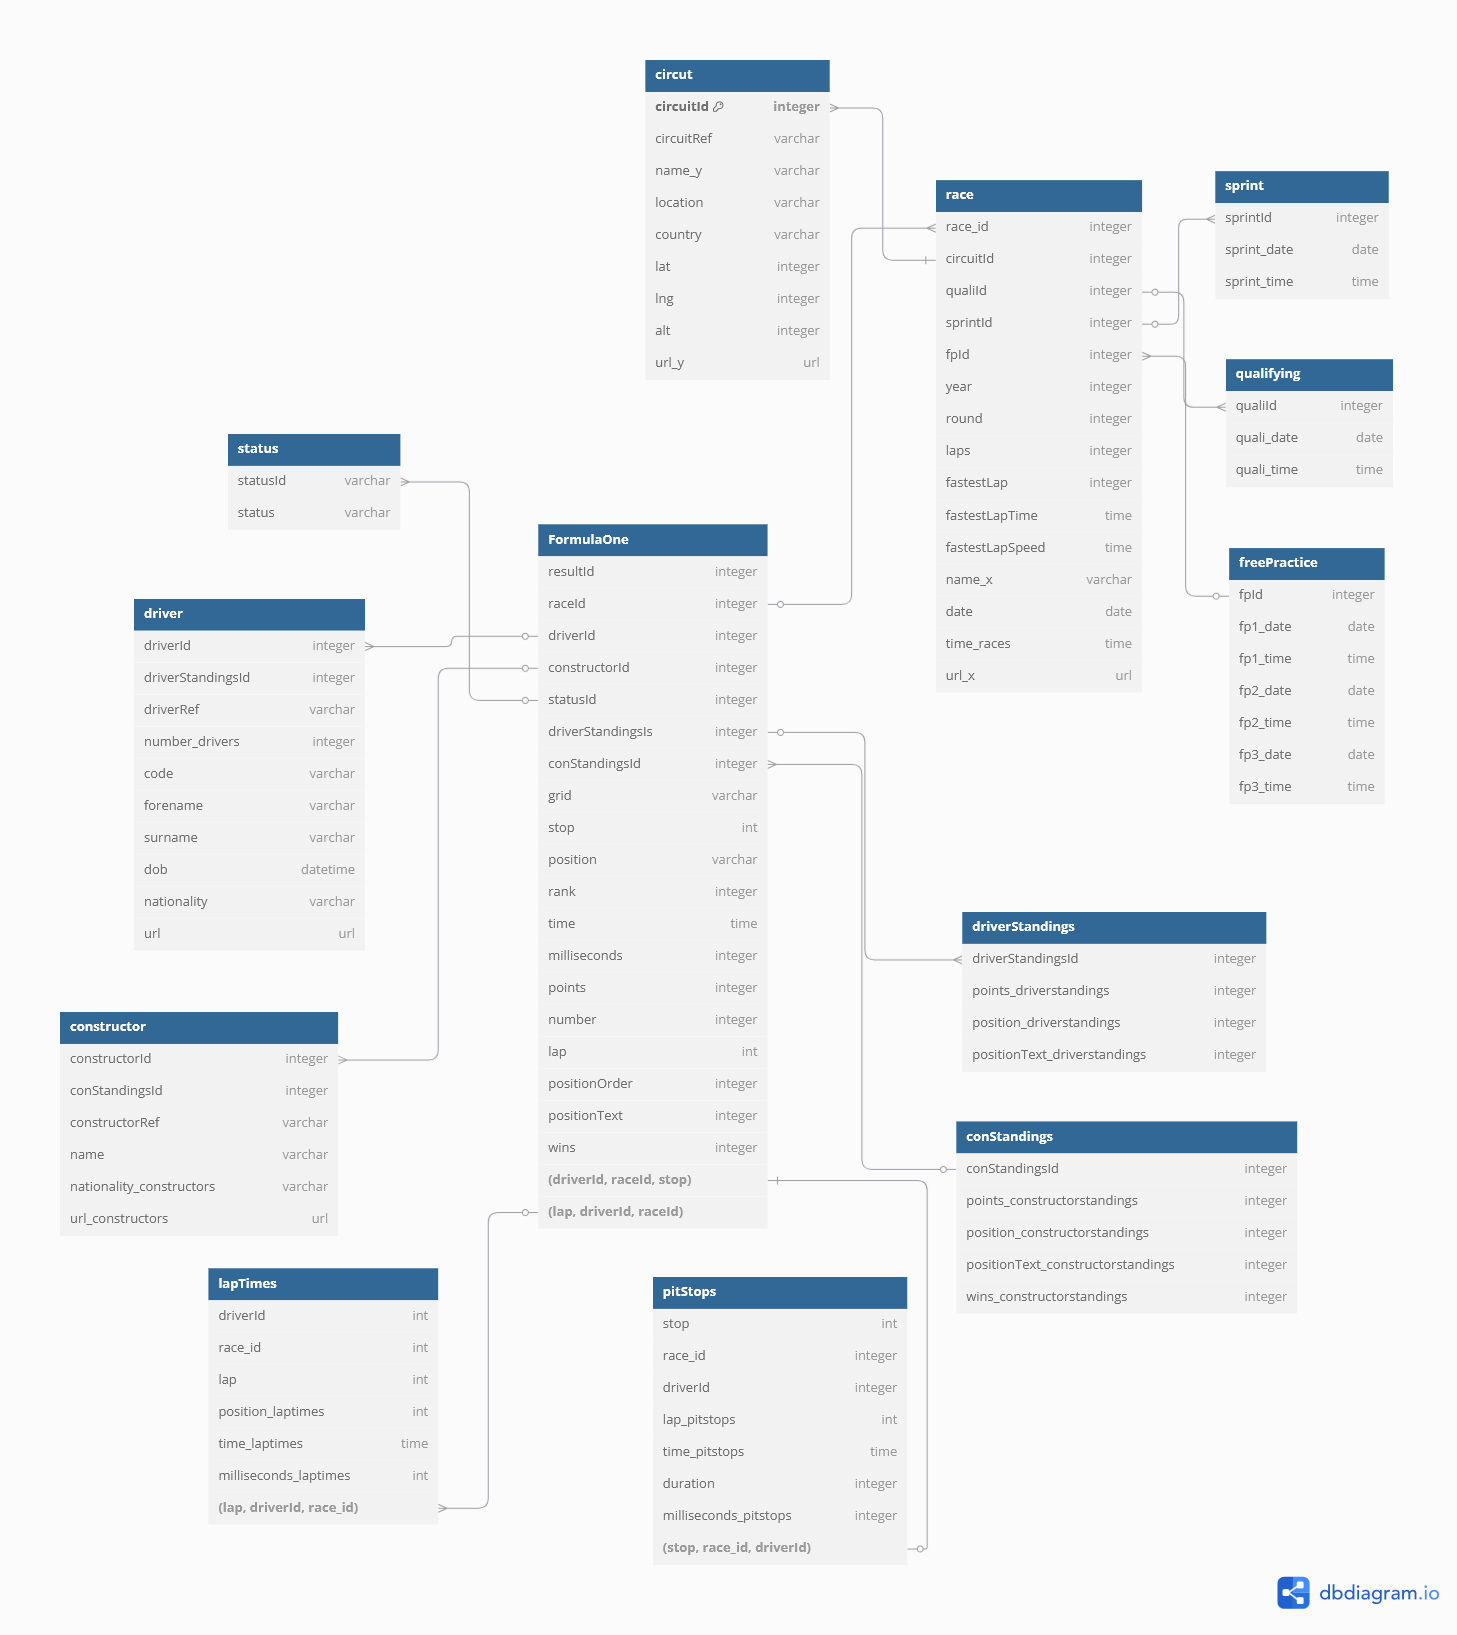 circut
circuitId integer
circuitRef varchar
name_y varchar
location varchar
country varchar
lat integer
lng integer
alt integer
url_y url
race
race_id integer
circuitId integer
qualiId integer
sprintId integer
fpId integer
year integer
round integer
laps integer
fastestLap integer
fastestLapTime time
fastestLapSpeed time
name_x varchar
date date
time_races time
url_x url
sprint
sprintId integer
sprint_date date
sprint_time time
qualifying
qualiId integer
quali_date date
quali_time time
freePractice
fpId integer
fp1_date date
fp1_time time
fp2_date date
fp2_time time
fp3_date date
fp3_time time
status
statusId varchar
status varchar
driver
driverId integer
driverStandingsId integer
driverRef varchar
number_drivers integer
code varchar
forename varchar
surname varchar
dob datetime
nationality varchar
url url
FormulaOne
resultId integer
raceId integer
driverId integer
constructorId integer
statusId integer
driverStandingsIs integer
conStandingsId integer
grid varchar
stop int
position varchar
rank integer
time time
milliseconds integer
points integer
number integer
lap int
positionOrder integer
positionText integer
wins integer
(driverId, raceId, stop)
(lap, driverId, raceId)
driverStandings
driverStandingsId integer
points_driverstandings integer
position_driverstandings integer
positionText_driverstandings integer
constructor
constructorId integer
conStandingsId integer
constructorRef varchar
name varchar
nationality_constructors varchar
url_constructors url
conStandings
conStandingsId integer
points_constructorstandings integer
position_constructorstandings integer
positionText_constructorstandings integer
wins_constructorstandings integer
lapTimes
driverId int
race_id int
lap int
position_laptimes int
time_laptimes time
milliseconds_laptimes int
(lap, driverId, race_id)
pitStops
stop int
race_id integer
driverId integer
lap_pitstops int
time_pitstops time
duration integer
milliseconds_pitstops integer
(stop, race_id, driverId)
dbdiagram.io